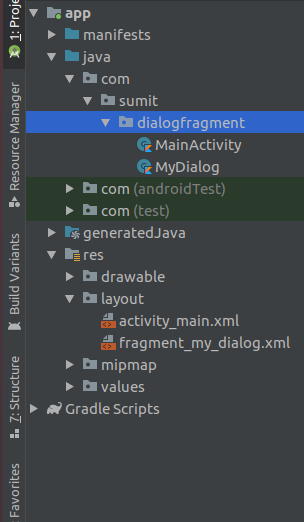 1: Proje
Resource Manager
Build Variants
7: Structure
Favorites
app
manifests
java
com
sumit
dialogfragment
MainActivity
MyDialog
com (androidTest)
com (test)
generatedJava
res
drawable
layout
activity_main.xml
fragment_my_dialog.xml
mipmap
values
Gradle Scripts